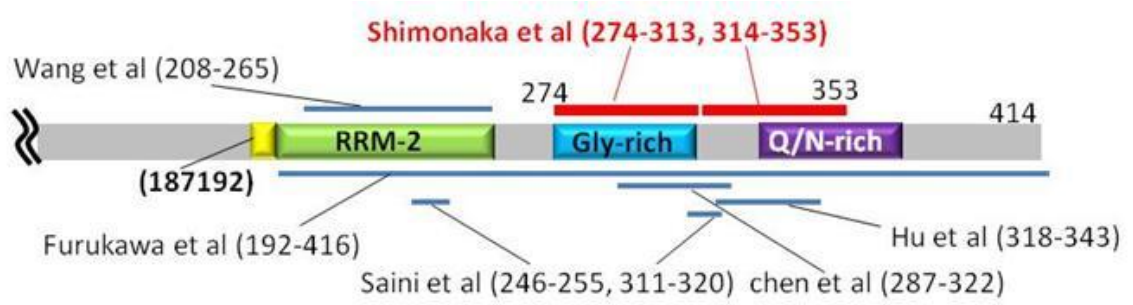 Shimonaka et al (274-313, 314-353)
Wang et al (208-265)
274
353
414
RRM-2
Gly-rich
Q/N-rich
(187192)
Furukawa et al (192-416)
Hu et al (318-343)
Saini et al (246-255, 311-320)
chen et al (287-322)